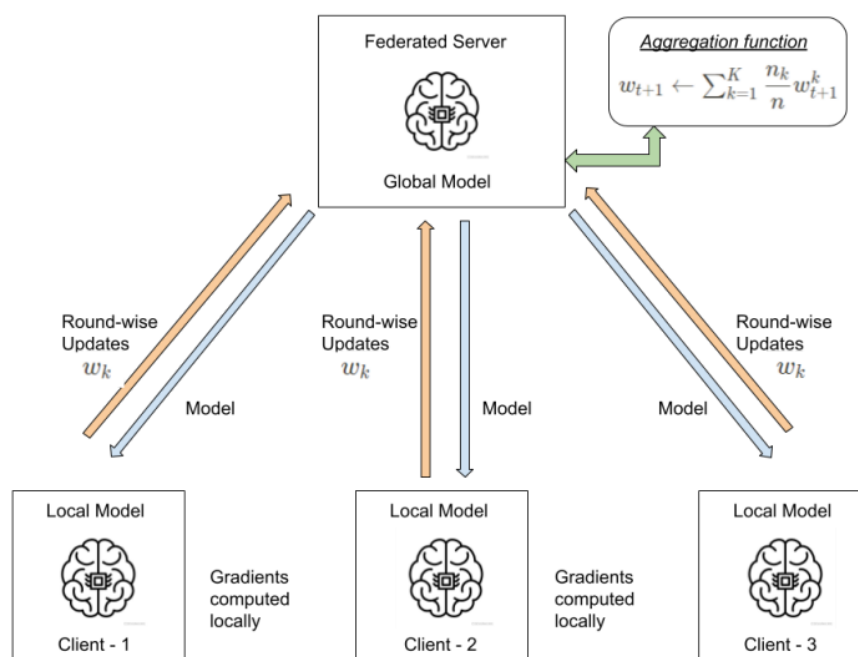 Federated Server
Global Model
Aggregation function
w_{t+1} ← ∑_{k=1}^{K} \frac{n_k}{n} w_{t+1}^k
Round-wise
Updates
w_k
Model
Round-wise
Updates
w_k
Model
Round-wise
Updates
w_k
Model
Local Model
Client - 1
Gradients
computed
locally
Local Model
Client - 2
Gradients
computed
locally
Local Model
Client - 3